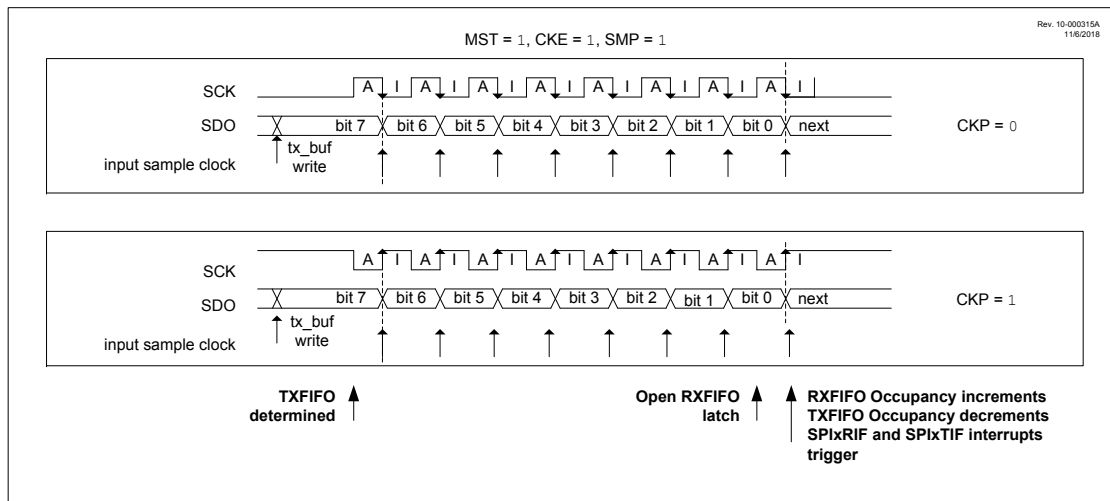 Rev. 10-000315A
11/6/2018
MST = 1, CKE = 1, SMP = 1
SCK A I A I A I A I A I A I A I A I
SDO bit 7 bit 6 bit 5 bit 4 bit 3 bit 2 bit 1 bit 0 next CKP = 0
tx_buf
write
input sample clock
SCK A I A I A I A I A I A I A I A I
SDO bit 7 bit 6 bit 5 bit 4 bit 3 bit 2 bit 1 bit 0 next CKP = 1
tx_buf
write
input sample clock
TXFIFO
determined
Open RXFIFO
latch
RXFIFO Occupancy increments
TXFIFO Occupancy decrements
SPIxRIF and SPIxTIF interrupts
trigger